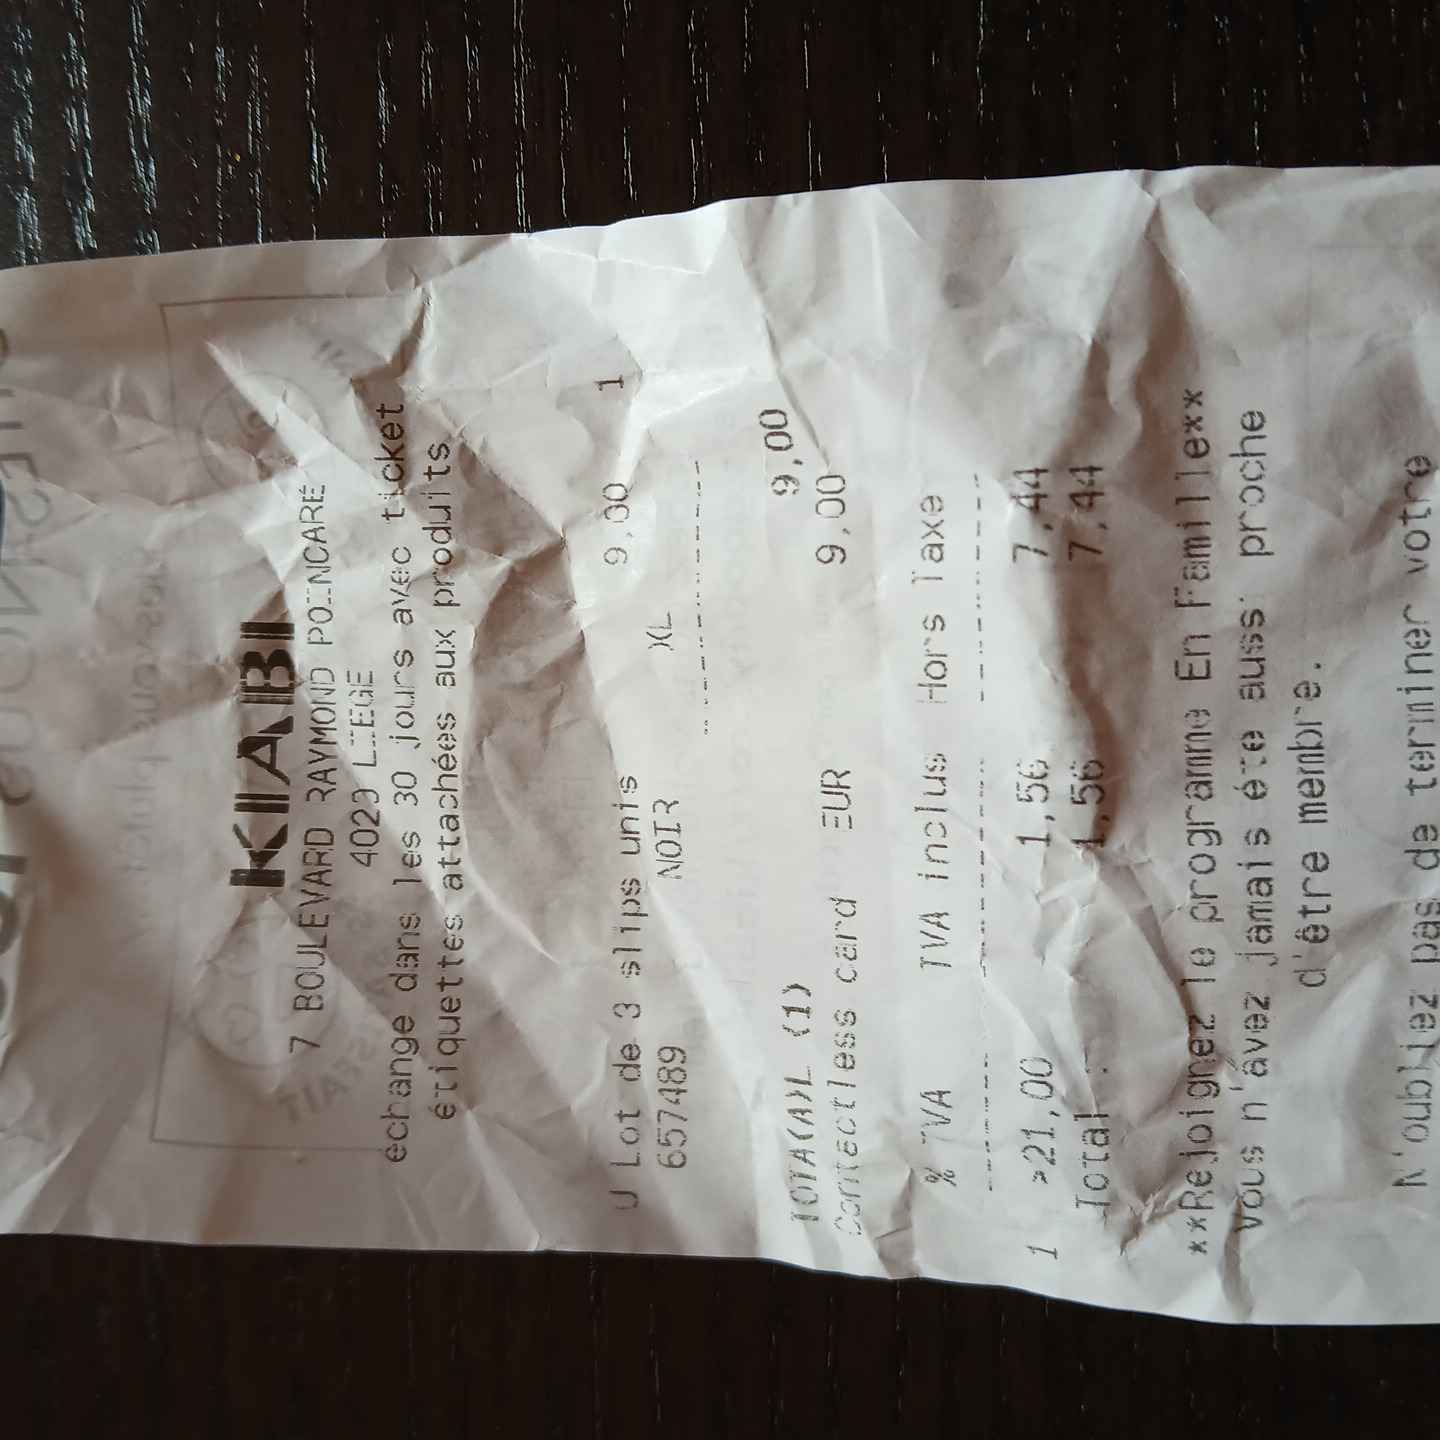 KIABI
7 BOULEVARD RAYMOND POINCARÉ
4020 LIEGE
échange dans les 30 jours avec ticket
étiquettes attachées aux produits
U Lot de 3 slips unis 9,00 1
657489 NOIR XL
TOTA(A)L (1) 9,00
Contactless card EUR 9,00
% TVA TVA inclus Hors Taxe
1 >21,00 1,56 7,44
Total 1,56 7,44
**Rejoignez le programme En Famille**
Vous n'avez jamais été aussi proche
d'être membre.
N'oubliez pas de terminer votre